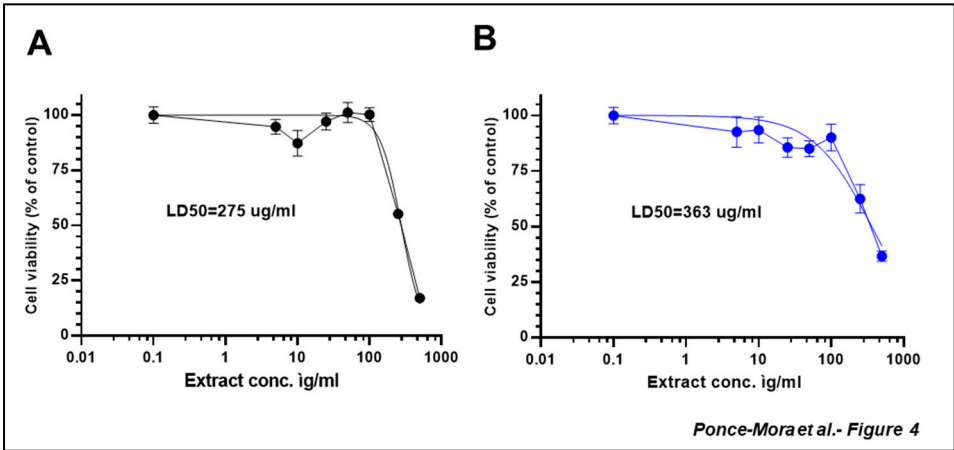 A
Cell viability (% of control)
100
75
50
25
0
LD50=275 ug/ml
0.01 0.1 1 10 100 1000
Extract conc. ìg/ml
B
Cell viability (% of control)
100
75
50
25
0
LD50=363 ug/ml
0.01 0.1 1 10 100 1000
Extract conc. ìg/ml
Ponce-Mora et al.- Figure 4